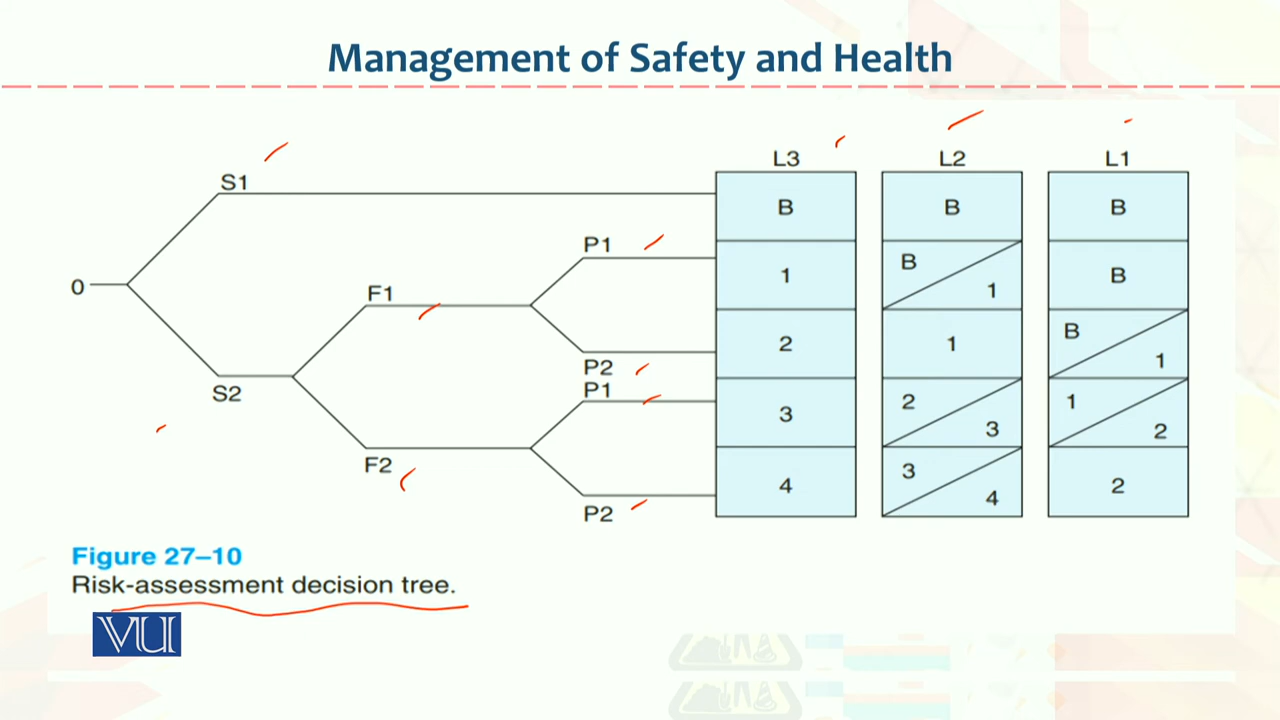 Management of Safety and Health
L3 L2 L1
S1
B B B
P1
B
1 1 B
F1
0
2 1 B 1
P2
P1
S2
3 2 3 1 2
F2
4 3 4 2
P2
Figure 27–10
Risk-assessment decision tree.
VU